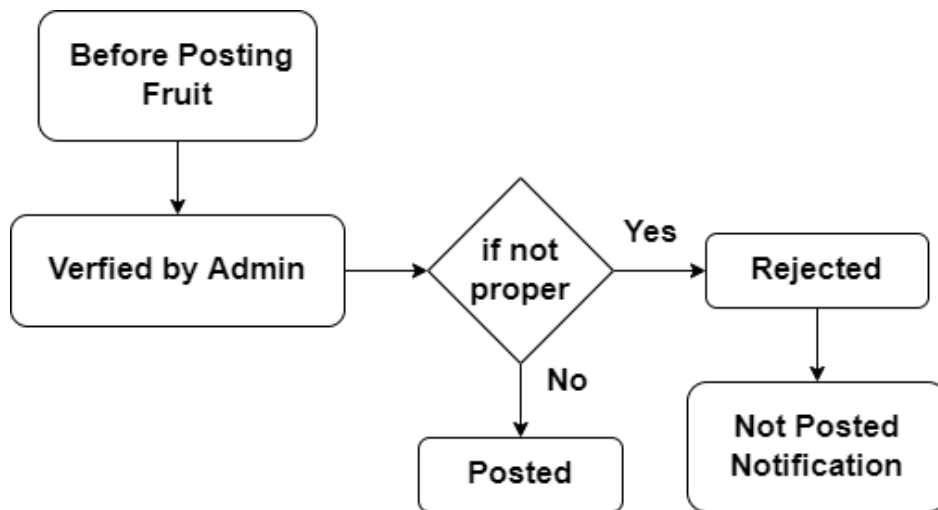 Before Posting
Fruit
Verfied by Admin
if not
proper
Yes
Rejected
No
Posted
Not Posted
Notification